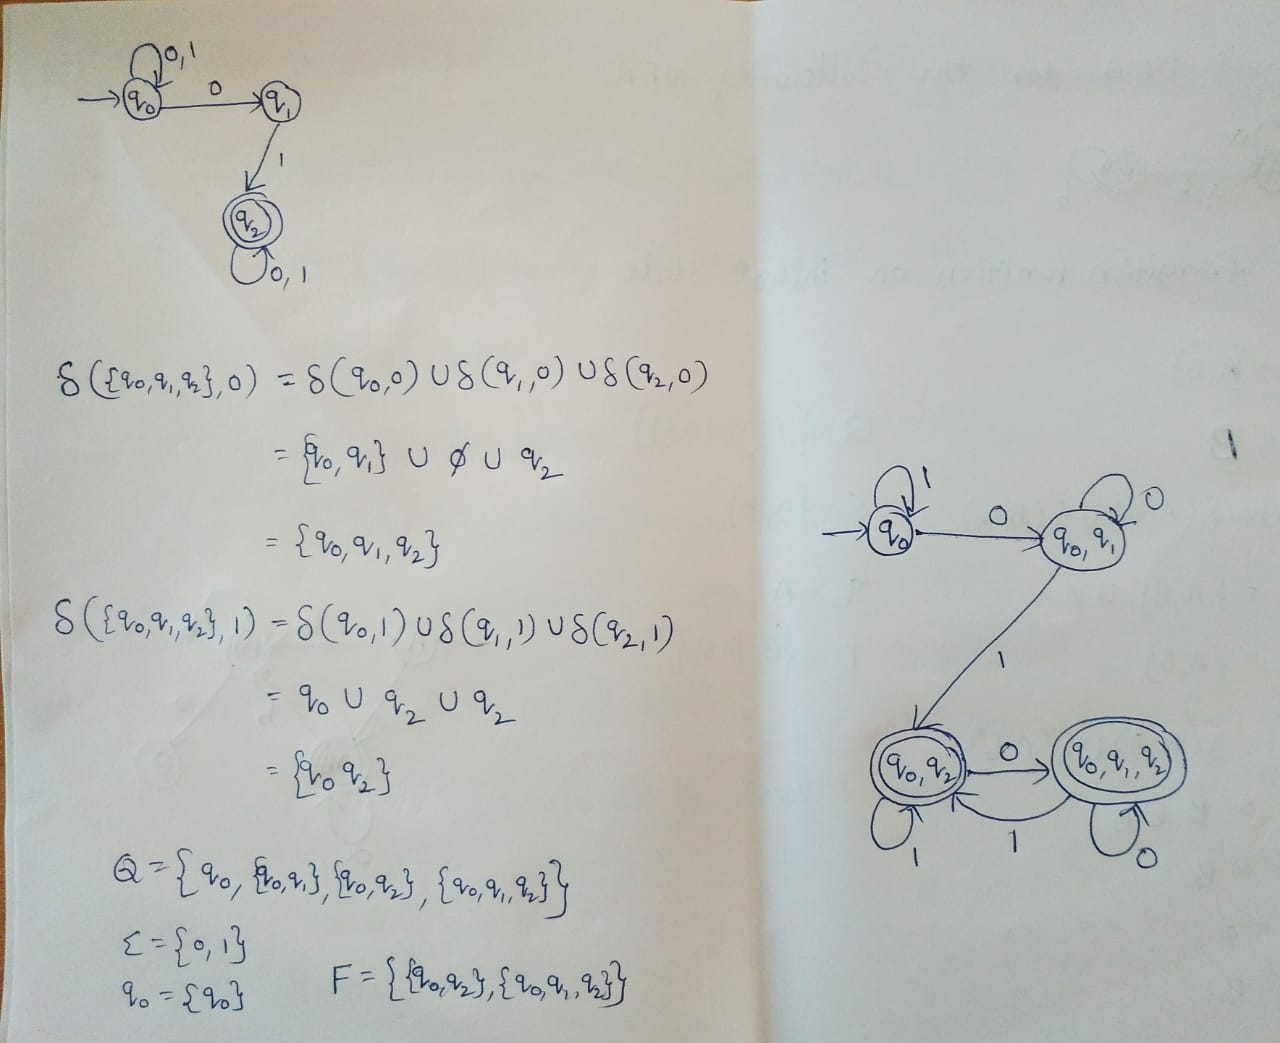 0,1
q₀ 0 q₁
1
q₂
0,1
δ({q₀,q₁,q₂},0) = δ(q₀,0) ∪ δ(q₁,0) ∪ δ(q₂,0)
= {q₀,q₁} ∪ ø ∪ q₂
= {q₀,q₁,q₂}
δ({q₀,q₁,q₂},1) = δ(q₀,1) ∪ δ(q₁,1) ∪ δ(q₂,1)
= q₀ ∪ q₂ ∪ q₂
= {q₀ q₂}
Q = {q₀, {q₀,q₁}, {q₀,q₂}, {q₀,q₁,q₂}}
Σ = {0,1}
q₀ = {q₀}
F = {{q₀,q₂},{q₀,q₁,q₂}}
1 0
q₀ 0 q₀,q₁
1
q₀,q₂ 0 q₀,q₁,q₂
1 1 0